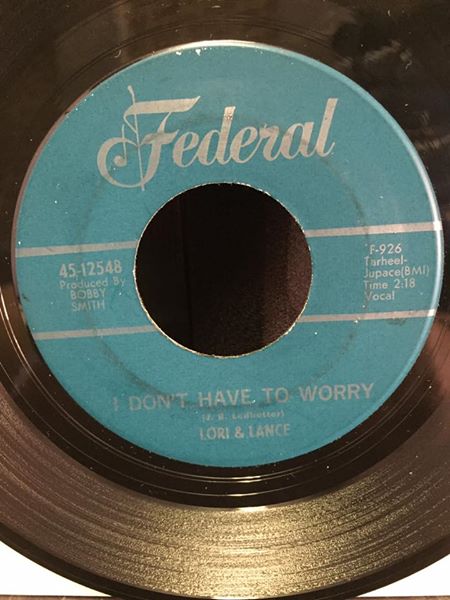 Federal
45-12548
Produced By
BOBBY
SMITH
F-926
Tarheel-
Jupace(BMI)
Time 2:18
Vocal
I DON'T HAVE TO WORRY
(J. R. Ledbetter)
LORI & LANCE